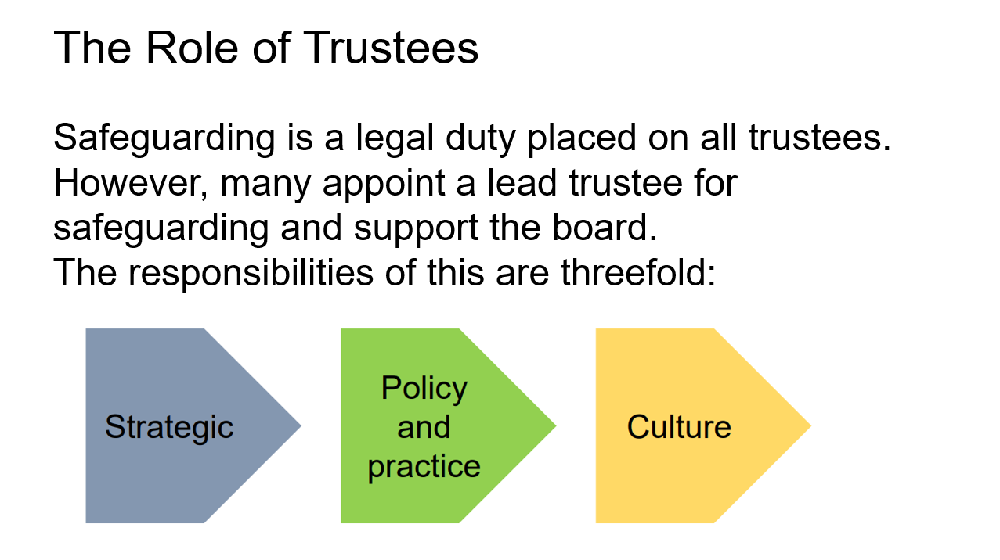 The Role of Trustees
Safeguarding is a legal duty placed on all trustees.
However, many appoint a lead trustee for
safeguarding and support the board.
The responsibilities of this are threefold:
Strategic
Policy
and
practice
Culture